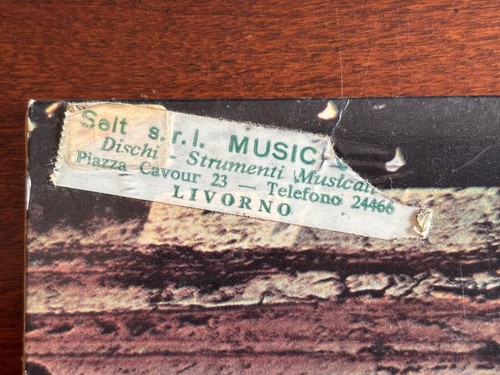 Selt s.r.l. MUSIC
Dischi - Strumenti Musicali
Piazza Cavour 23 — Telefono 24466
LIVORNO